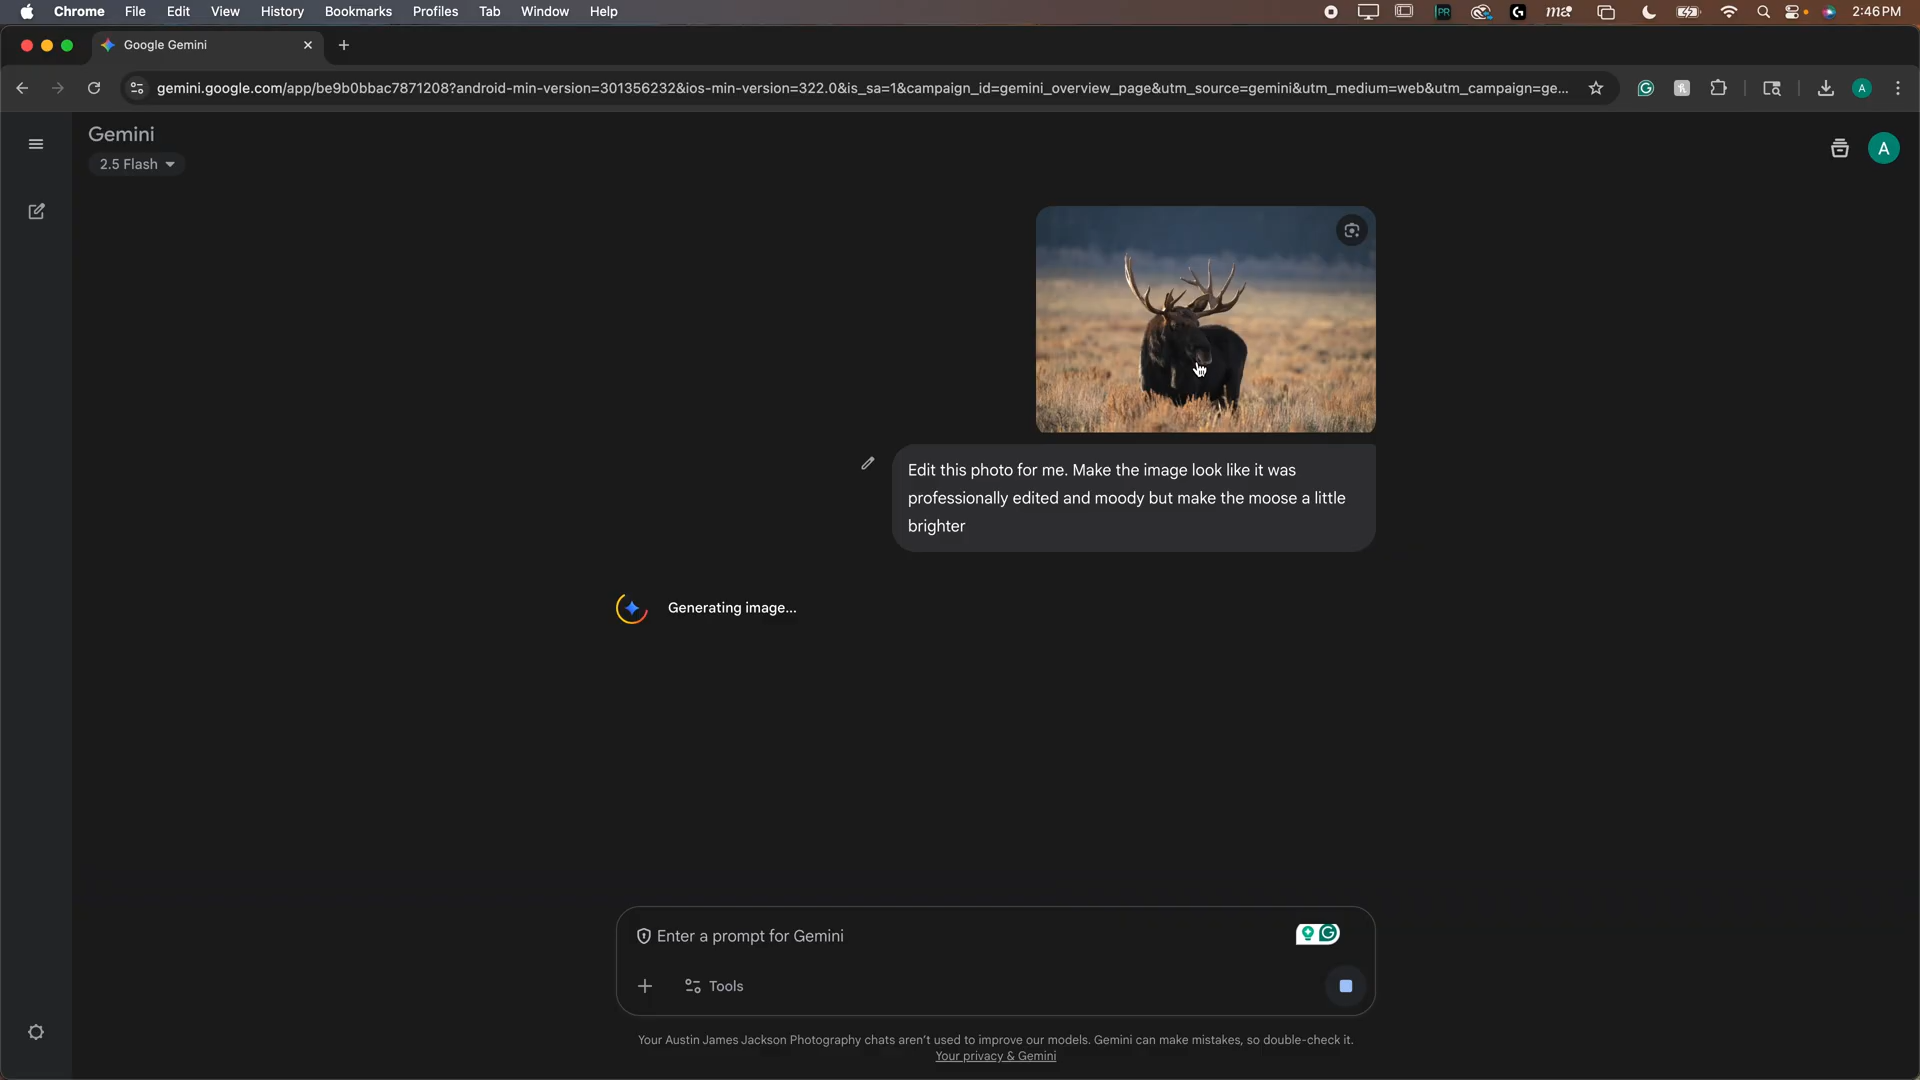 Chrome File Edit View History Bookmarks Profiles Tab Window Help PR 2:46 PM
Google Gemini
gemini.google.com/app/be9b0bbac7871208?android-min-version=301356232&ios-min-version=322.0&is_sa=1&campaign_id=gemini_overview_page&utm_source=gemini&utm_medium=web&utm_campaign=ge... A
Gemini
2.5 Flash
A
Edit this photo for me. Make the image look like it was
professionally edited and moody but make the moose a little
brighter
Generating image...
Enter a prompt for Gemini
Tools
Your Austin James Jackson Photography chats aren't used to improve our models. Gemini can make mistakes, so double-check it.
Your privacy & Gemini